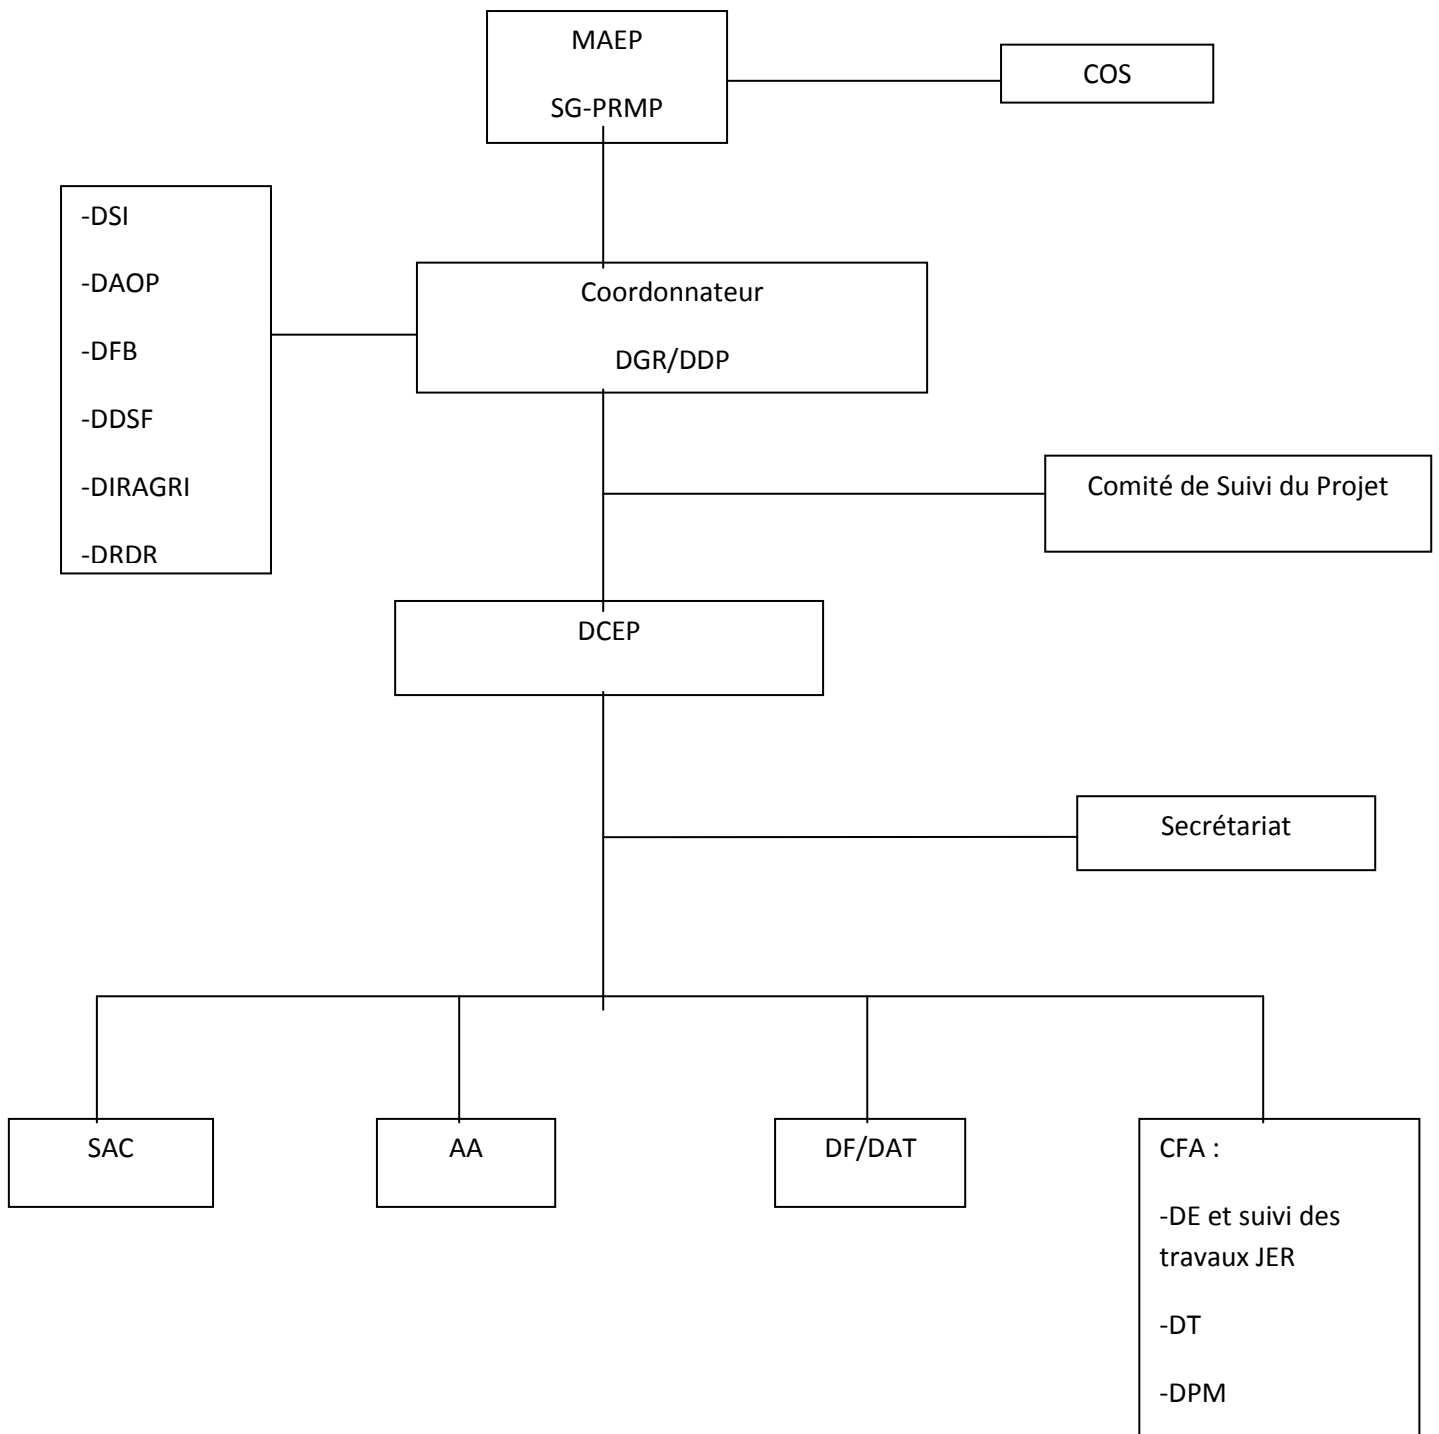 MAEP
SG-PRMP
COS
-DSI
-DAOP
-DFB
-DDSF
-DIRAGRI
-DRDR
Coordonnateur
DGR/DDP
Comité de Suivi du Projet
DCEP
Secrétariat
SAC
AA
DF/DAT
CFA :
-DE et suivi des
travaux JER
-DT
-DPM